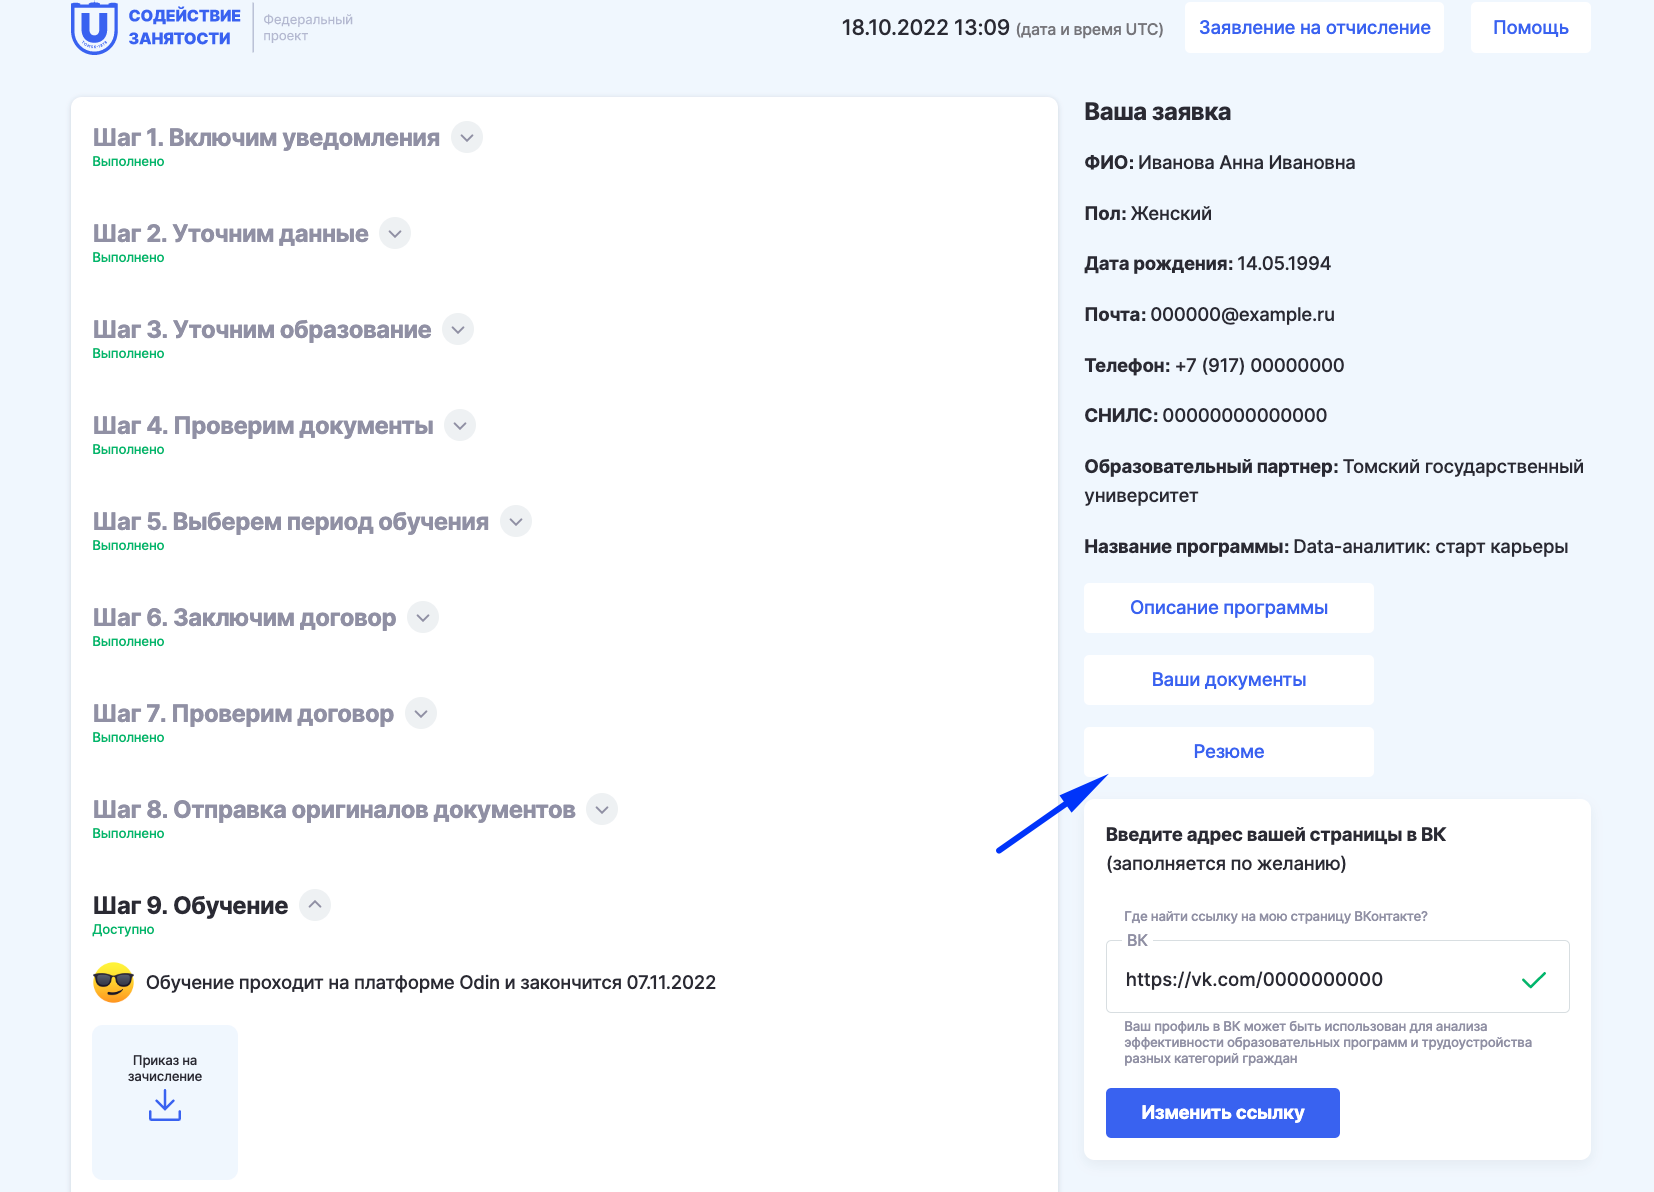 СОДЕЙСТВИЕ
ЗАНЯТОСТИ
Федеральный
проект
18.10.2022 13:09 (дата и время UTC)
Заявление на отчисление
Помощь
Шаг 1. Включим уведомления
Выполнено
Шаг 2. Уточним данные
Выполнено
Шаг 3. Уточним образование
Выполнено
Шаг 4. Проверим документы
Выполнено
Шаг 5. Выберем период обучения
Выполнено
Шаг 6. Заключим договор
Выполнено
Шаг 7. Проверим договор
Выполнено
Шаг 8. Отправка оригиналов документов
Выполнено
Шаг 9. Обучение
Доступно
Обучение проходит на платформе Odin и закончится 07.11.2022
Приказ на
зачисление
Ваша заявка
ФИО: Иванова Анна Ивановна
Пол: Женский
Дата рождения: 14.05.1994
Почта: 000000@example.ru
Телефон: +7 (917) 00000000
СНИЛС: 00000000000000
Образовательный партнер: Томский государственный
университет
Название программы: Data-аналитик: старт карьеры
Описание программы
Ваши документы
Резюме
Введите адрес вашей страницы в ВК
(заполняется по желанию)
Где найти ссылку на мою страницу ВКонтакте?
ВК
https://vk.com/0000000000
Ваш профиль в ВК может быть использован для анализа
эффективности образовательных программ и трудоустройства
разных категорий граждан
Изменить ссылку